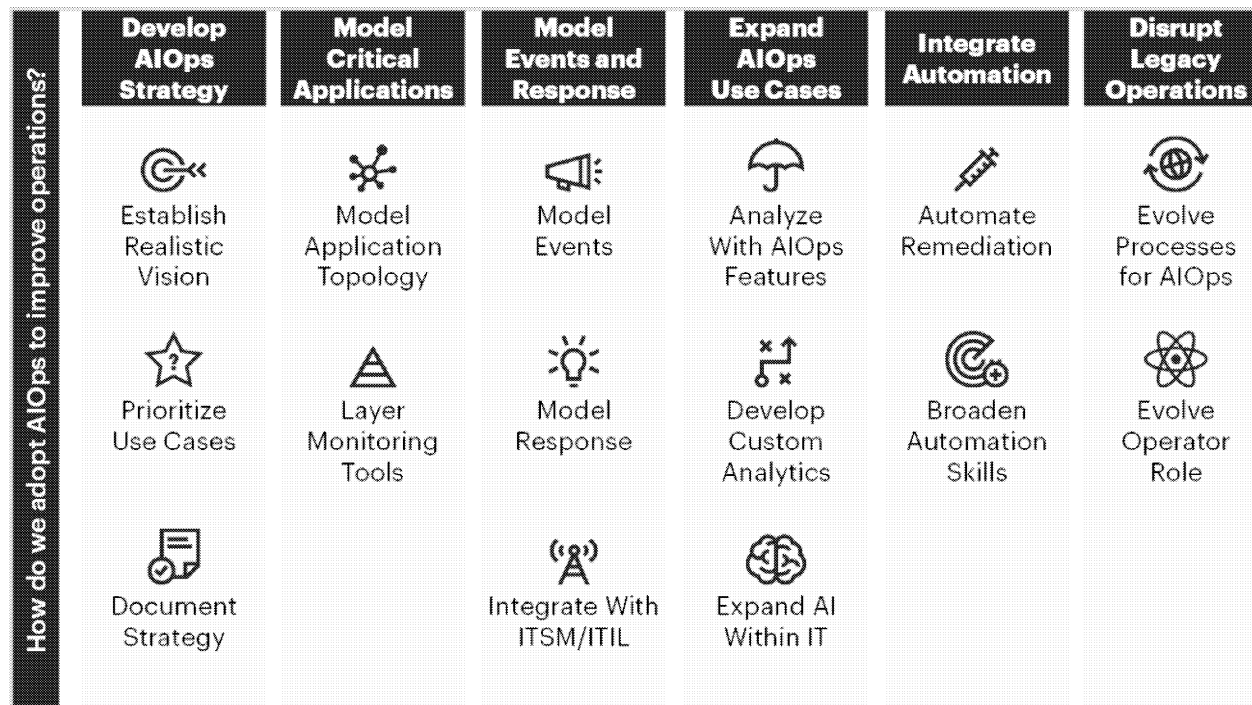 How do we adopt AIOps to improve operations?
Develop
AIOps
Strategy
Establish
Realistic
Vision
?
Prioritize
Use Cases
Document
Strategy
Model
Critical
Applications
Model
Application
Topology
Layer
Monitoring
Tools
Model
Events and
Response
Model
Events
Model
Response
Integrate With
ITSM/ITIL
Expand
AIOps
Use Cases
Analyze
With AIOps
Features
Develop
Custom
Analytics
Expand AI
Within IT
Integrate
Automation
Automate
Remediation
Broaden
Automation
Skills
Disrupt
Legacy
Operations
Evolve
Processes
for AIOps
Evolve
Operator
Role